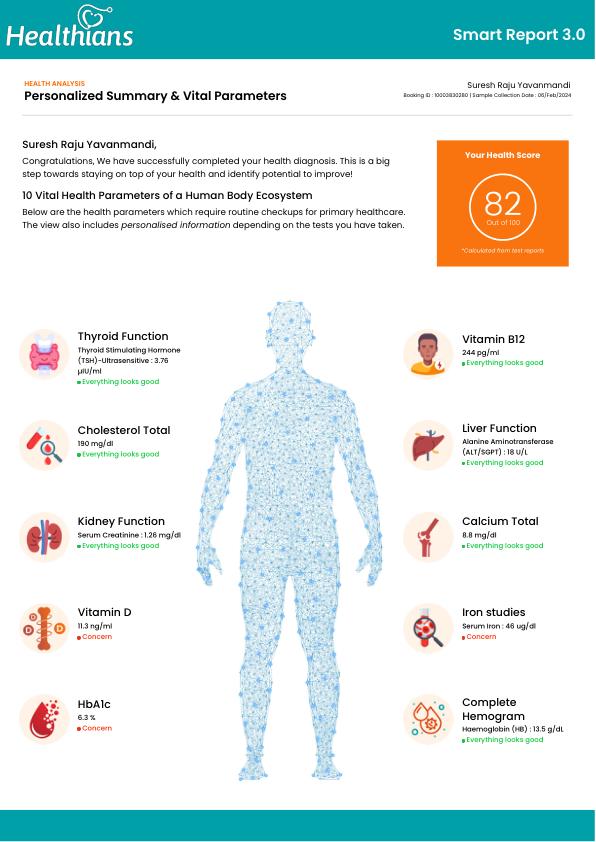 Healthians
Smart Report 3.0
HEALTH ANALYSIS
Personalized Summary & Vital Parameters
Suresh Raju Yavanmandi
Booking ID : 10003830280 | Sample Collection Date : 06/Feb/2024
Suresh Raju Yavanmandi,
Congratulations, We have successfully completed your health diagnosis. This is a big
step towards staying on top of your health and identify potential to improve!
10 Vital Health Parameters of a Human Body Ecosystem
Below are the health parameters which require routine checkups for primary healthcare.
The view also includes personalised information depending on the tests you have taken.
Your Health Score
82
Out of 100
*Calculated from test reports
Thyroid Function
Thyroid Stimulating Hormone
(TSH)-Ultrasensitive : 3.76
µIU/ml
Everything looks good
Cholesterol Total
190 mg/dl
Everything looks good
Kidney Function
Serum Creatinine : 1.26 mg/dl
Everything looks good
Vitamin D
11.3 ng/ml
Concern
D
D
D
HbA1c
6.3 %
Concern
Vitamin B12
244 pg/ml
Everything looks good
Liver Function
Alanine Aminotransferase
(ALT/SGPT) : 18 U/L
Everything looks good
Calcium Total
8.8 mg/dl
Everything looks good
Iron studies
Serum Iron : 46 ug/dl
Concern
Complete
Hemogram
Haemoglobin (HB) : 13.5 g/dL
Everything looks good